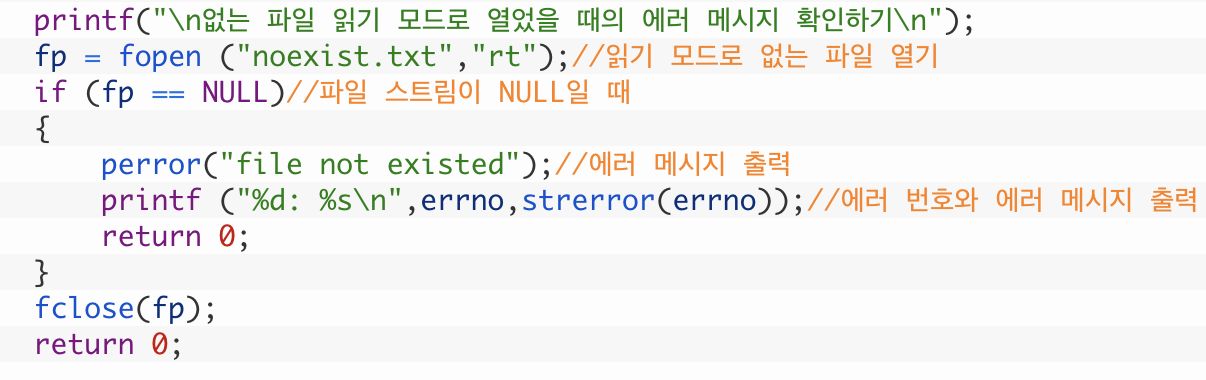 printf("\n없는 파일 읽기 모드로 열었을 때의 에러 메시지 확인하기\n");
fp = fopen ("noexist.txt","rt");//읽기 모드로 없는 파일 열기
if (fp == NULL)//파일 스트림이 NULL일 때
{
    perror("file not existed");//에러 메시지 출력
    printf ("%d: %s\n",errno,strerror(errno));//에러 번호와 에러 메시지 출력
    return 0;
}
fclose(fp);
return 0;